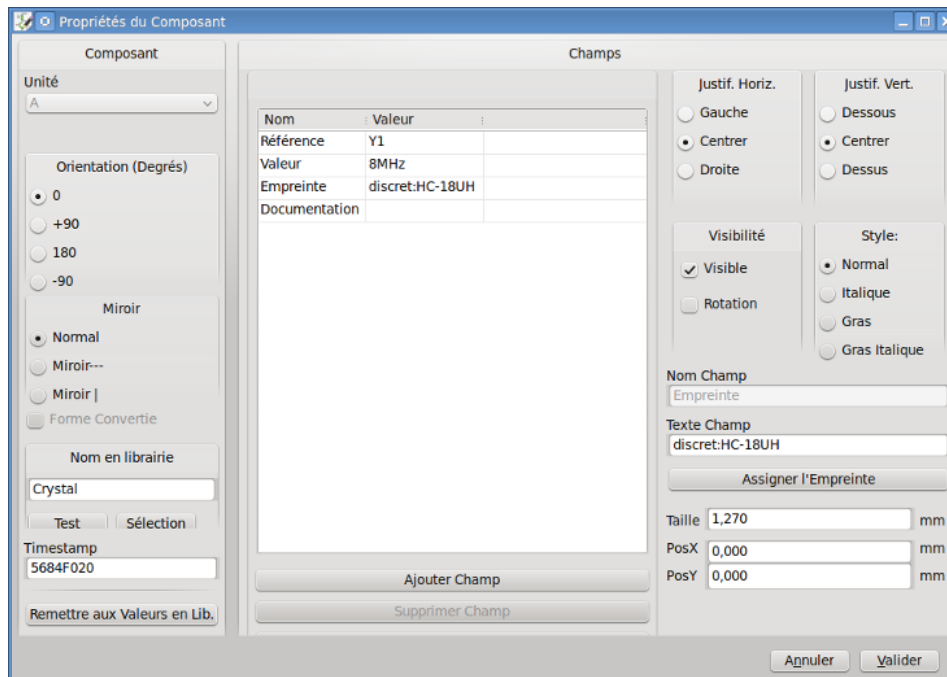 Propriétés du Composant
Composant
Unité
A
Orientation (Degrés)
0
+90
180
-90
Miroir
Normal
Miroir---
Miroir |
Forme Convertie
Nom en librairie
Crystal
Test Sélection
Timestamp
5684F020
Remettre aux Valeurs en Lib.
Champs
Nom Valeur
Référence Y1
Valeur 8MHz
Empreinte discret:HC-18UH
Documentation
Ajouter Champ
Supprimer Champ
Justif. Horiz.
Gauche
Centrer
Droite
Justif. Vert.
Dessous
Centrer
Dessus
Visibilité
Visible
Rotation
Style:
Normal
Italique
Gras
Gras Italique
Nom Champ
Empreinte
Texte Champ
discret:HC-18UH
Assigner l'Empreinte
Taille 1,270 mm
PosX 0,000 mm
PosY 0,000 mm
Annuler Valider